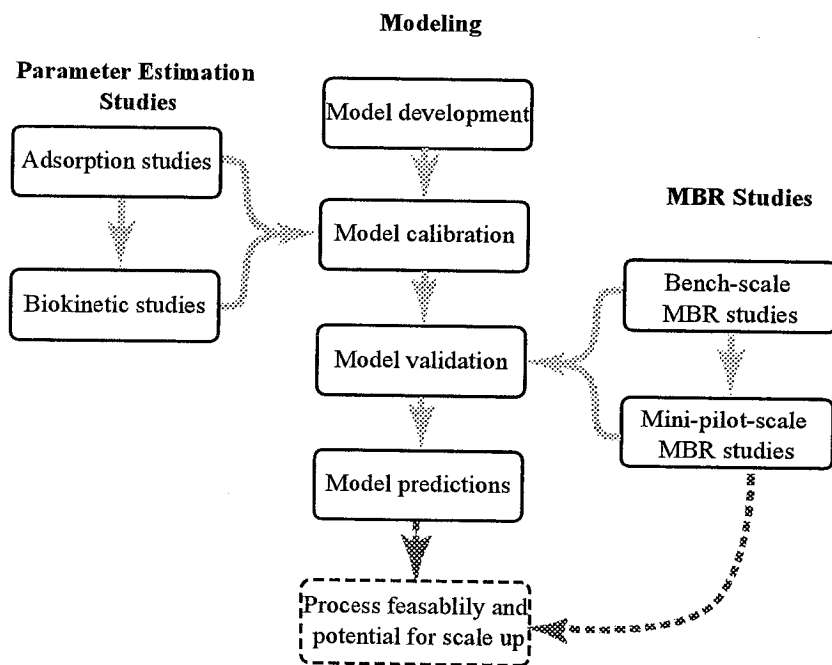 Modeling
Parameter Estimation
Studies
Model development
Adsorption studies
MBR Studies
Model calibration
Biokinetic studies
Bench-scale
MBR studies
Model validation
Mini-pilot-scale
MBR studies
Model predictions
Process feasablily and
potential for scale up